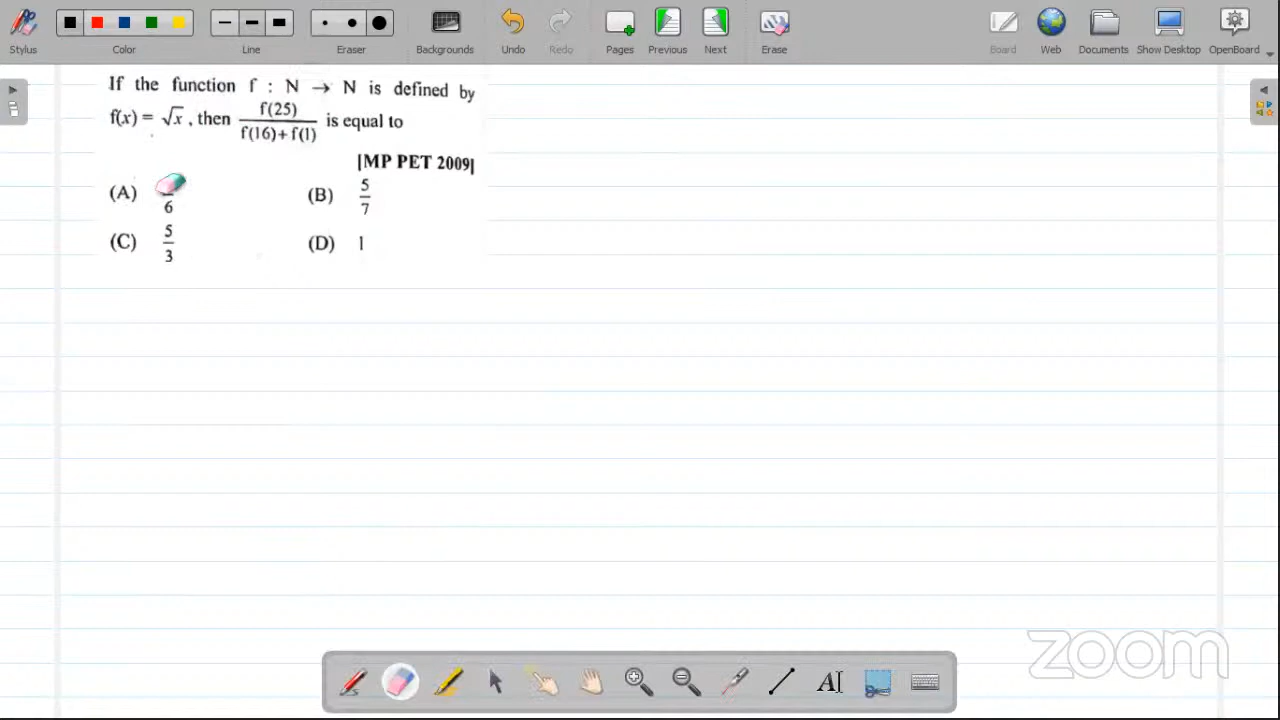 Stylus Color Line Eraser Backgrounds Undo Redo Pages Previous Next Erase Board Web Documents Show Desktop OpenBoard
If the function f : N → N is defined by
f(x) = √x , then f(25) / f(16)+f(1) is equal to
|MP PET 2009|
(A) 6 (B) 5/7
(C) 5/3 (D) 1
zoom